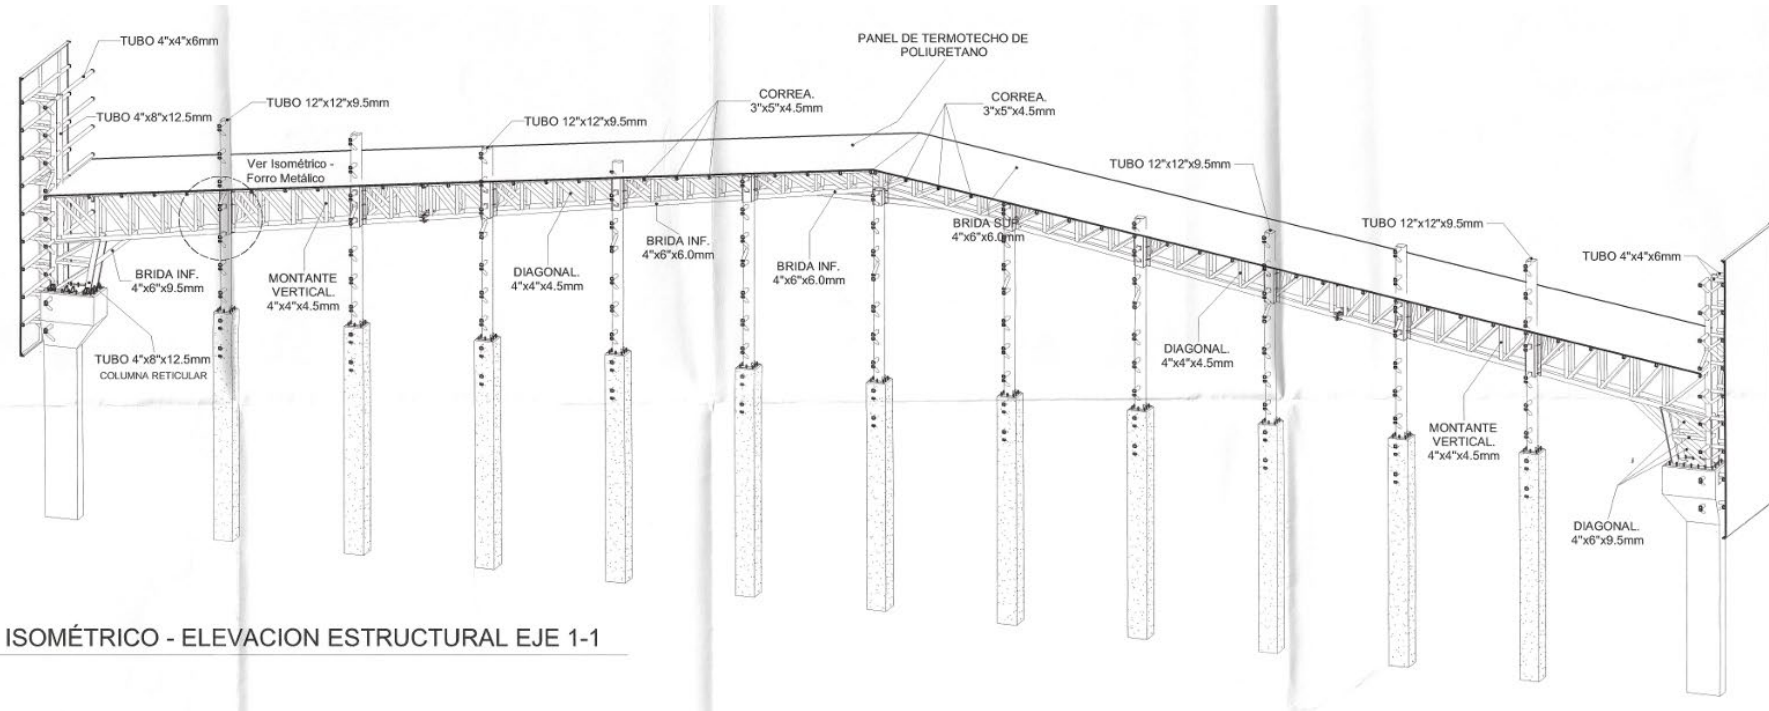 TUBO 4"x4"x6mm
TUBO 4"x8"x12.5mm
TUBO 12"x12"x9.5mm
Ver Isométrico -
Forro Metálico
TUBO 12"x12"x9.5mm
CORREA.
3"x5"x4.5mm
PANEL DE TERMOTECHO DE
POLIURETANO
CORREA.
3"x5"x4.5mm
TUBO 12"x12"x9.5mm
TUBO 12"x12"x9.5mm
TUBO 4"x4"x6mm
BRIDA INF.
4"x6"x9.5mm
MONTANTE
VERTICAL.
4"x4"x4.5mm
DIAGONAL.
4"x4"x4.5mm
BRIDA INF.
4"x6"x6.0mm
BRIDA INF.
4"x6"x6.0mm
BRIDA SUP.
4"x6"x6.0mm
DIAGONAL.
4"x4"x4.5mm
TUBO 4"x8"x12.5mm
COLUMNA RETICULAR
MONTANTE
VERTICAL.
4"x4"x4.5mm
DIAGONAL.
4"x6"x9.5mm
ISOMÉTRICO - ELEVACION ESTRUCTURAL EJE 1-1